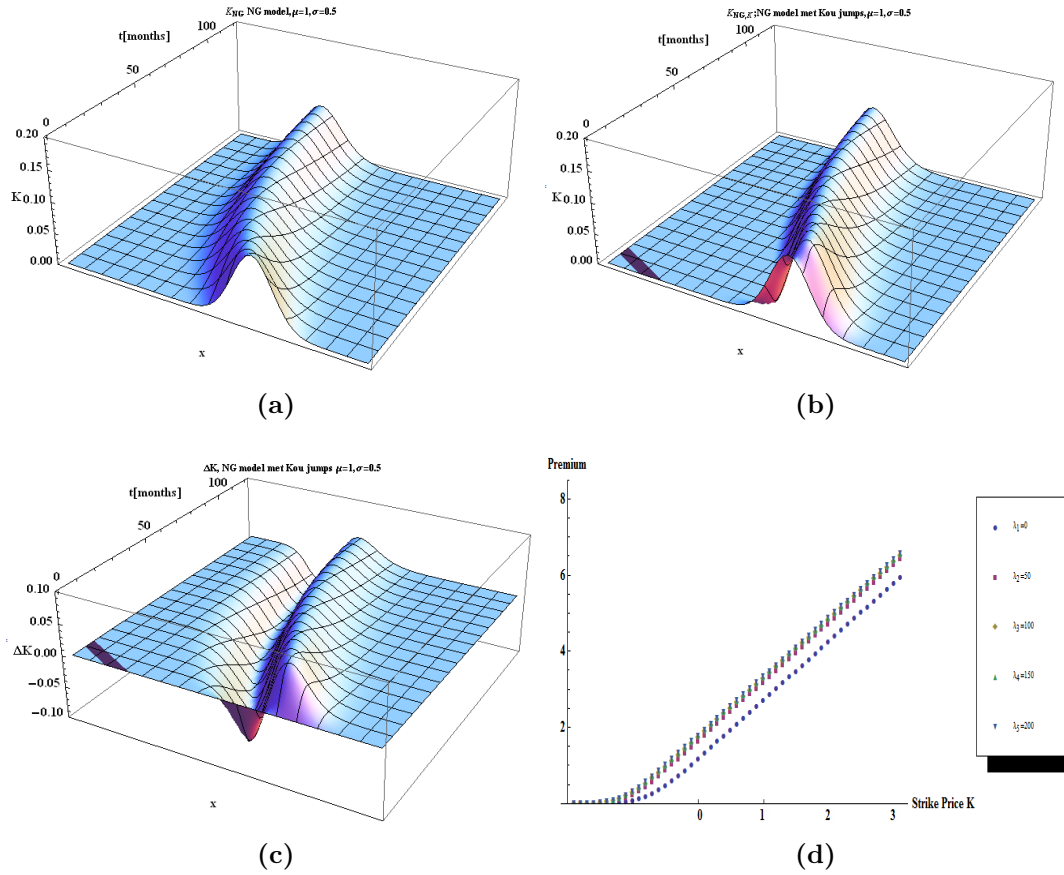 K_NG, NG model, μ=1, σ=0.5
t[months]
100
50
0
0.20
0.15
K 0.10
0.05
0.00
x
(a)
K_NG,K; NG model met Kou jumps, μ=1, σ=0.5
t[months]
100
50
0
0.20
0.15
K 0.10
0.05
0.00
x
(b)
ΔK, NG model met Kou jumps μ=1, σ=0.5
t[months]
100
50
0
0.10
0.05
ΔK 0.00
−0.05
−0.10
x
(c)
Premium
8
6
4
2
0 1 2 3
Strike Price K
λ₁=0
λ₂=50
λ₃=100
λ₄=150
λ₅=200
(d)